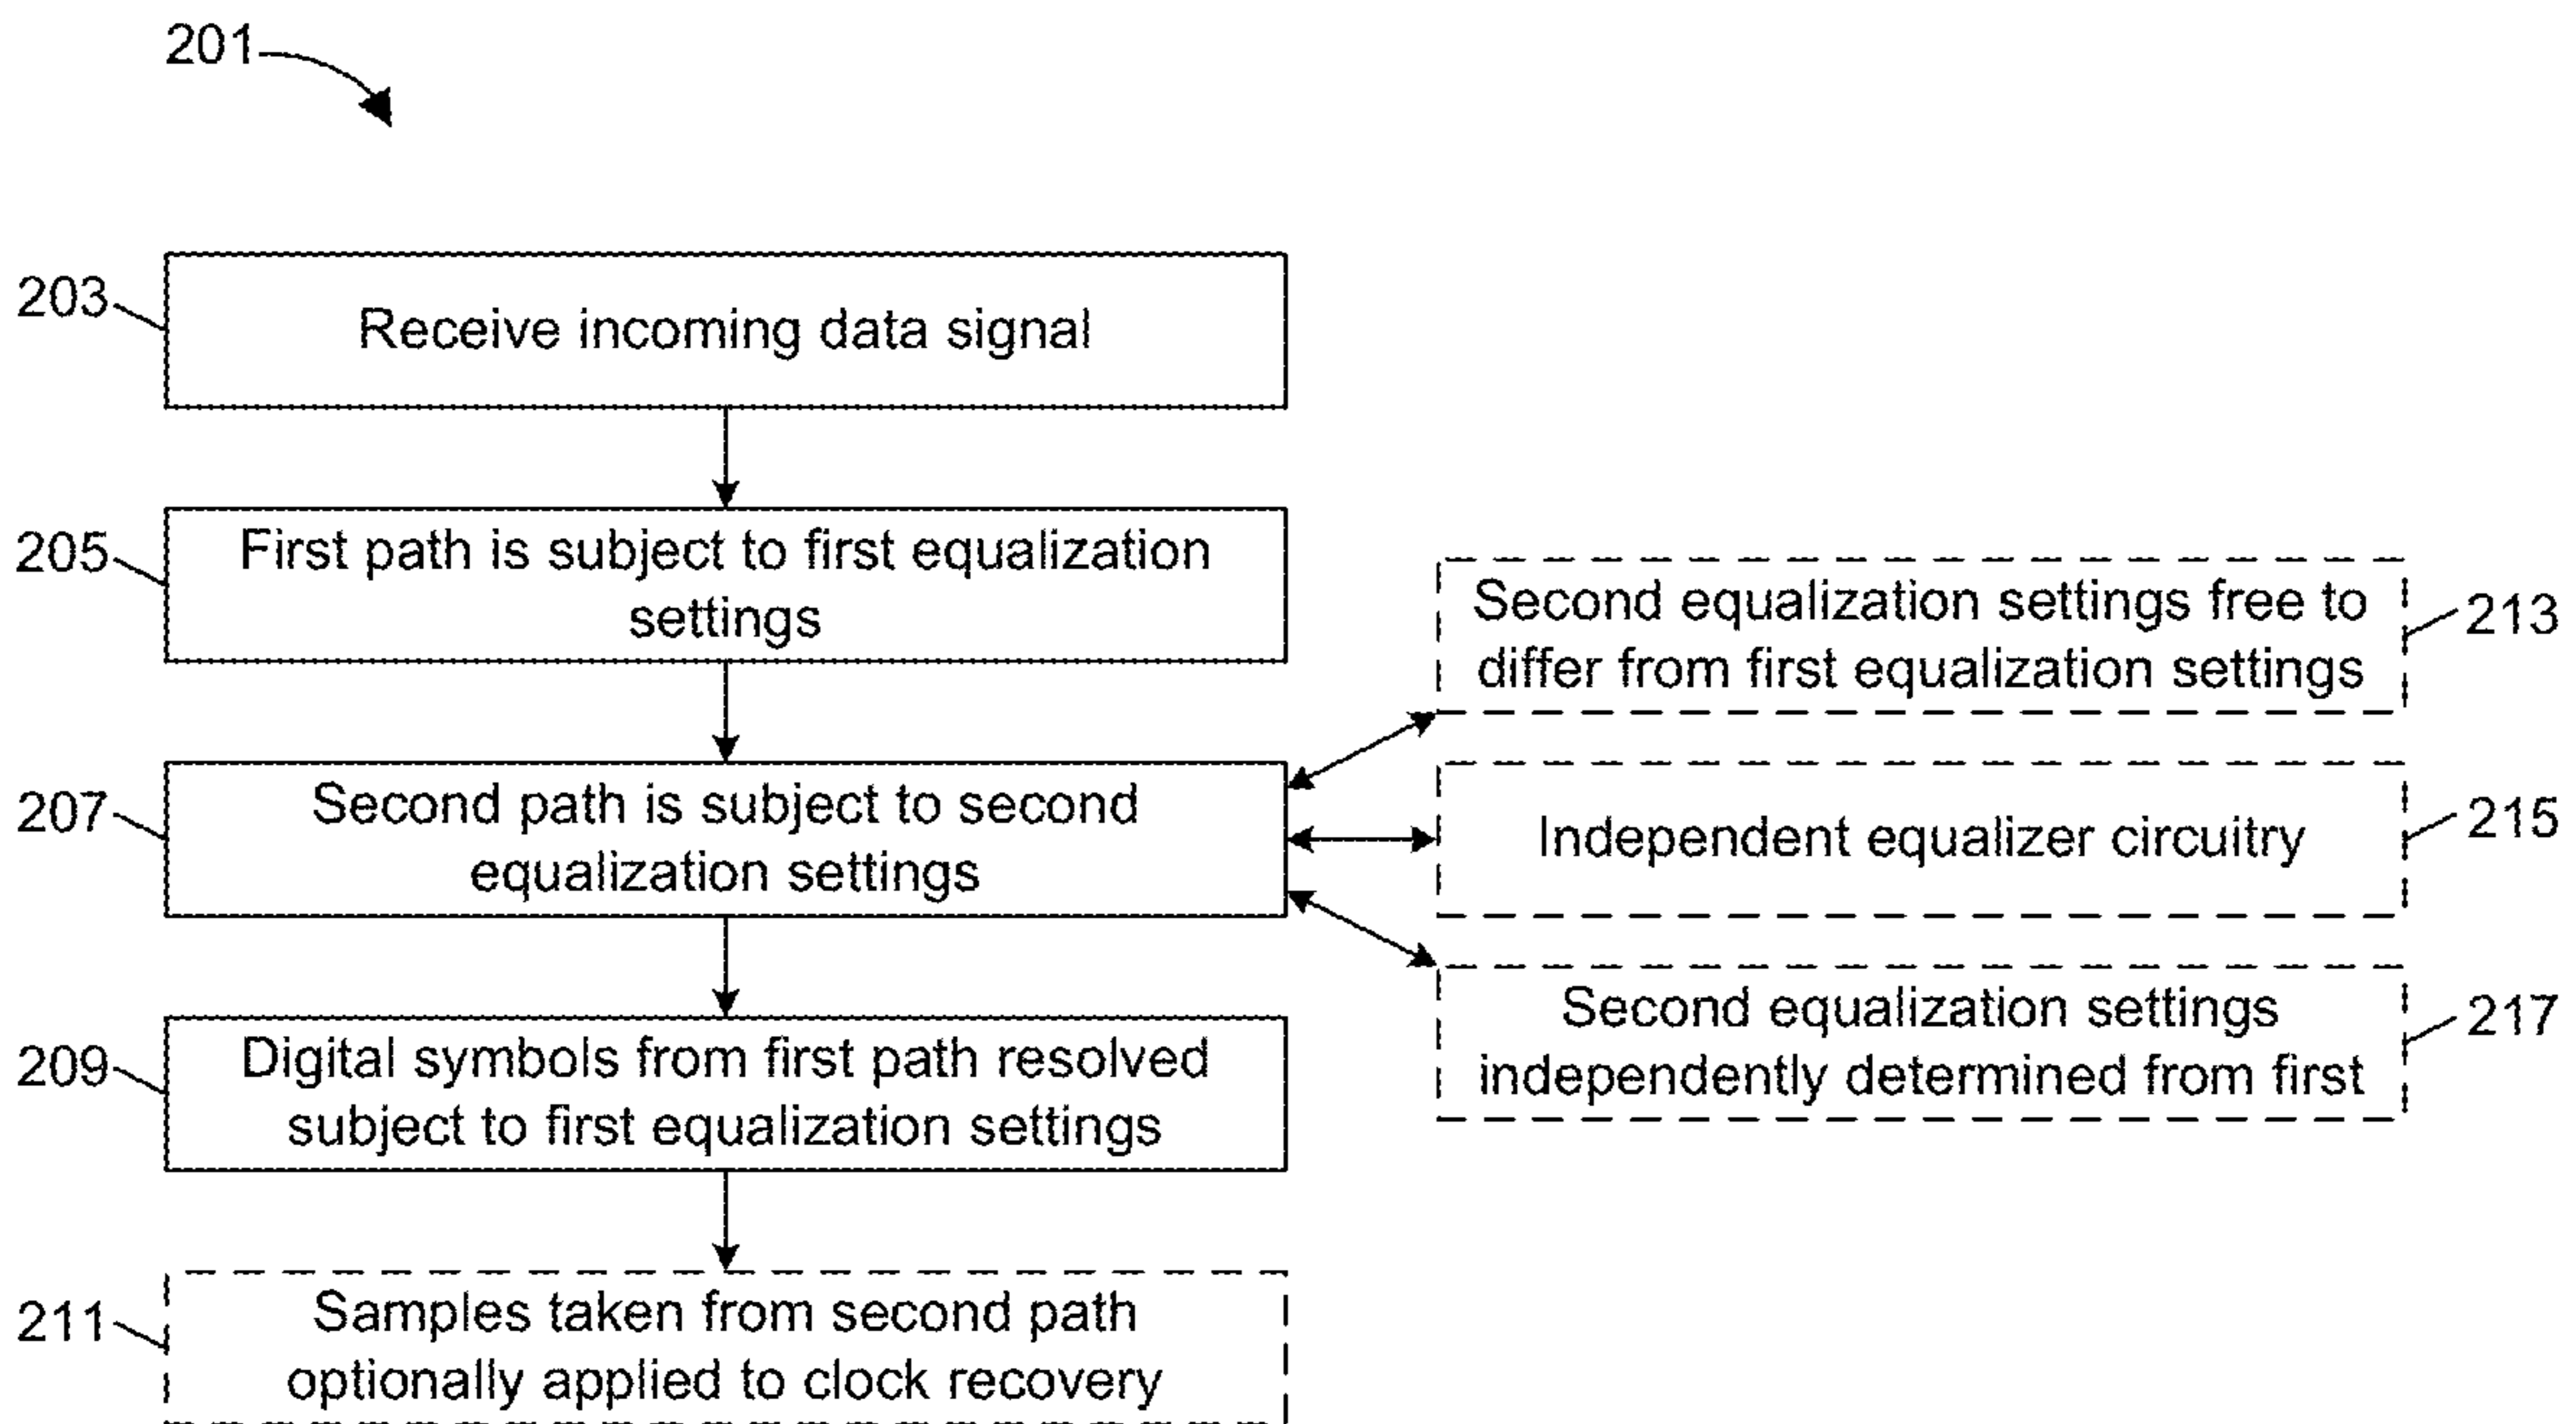 201
203
Receive incoming data signal
205
First path is subject to first equalization
settings
207
Second path is subject to second
equalization settings
209
Digital symbols from first path resolved
subject to first equalization settings
211
Samples taken from second path
optionally applied to clock recovery
Second equalization settings free to
differ from first equalization settings
213
Independent equalizer circuitry
215
Second equalization settings
independently determined from first
217